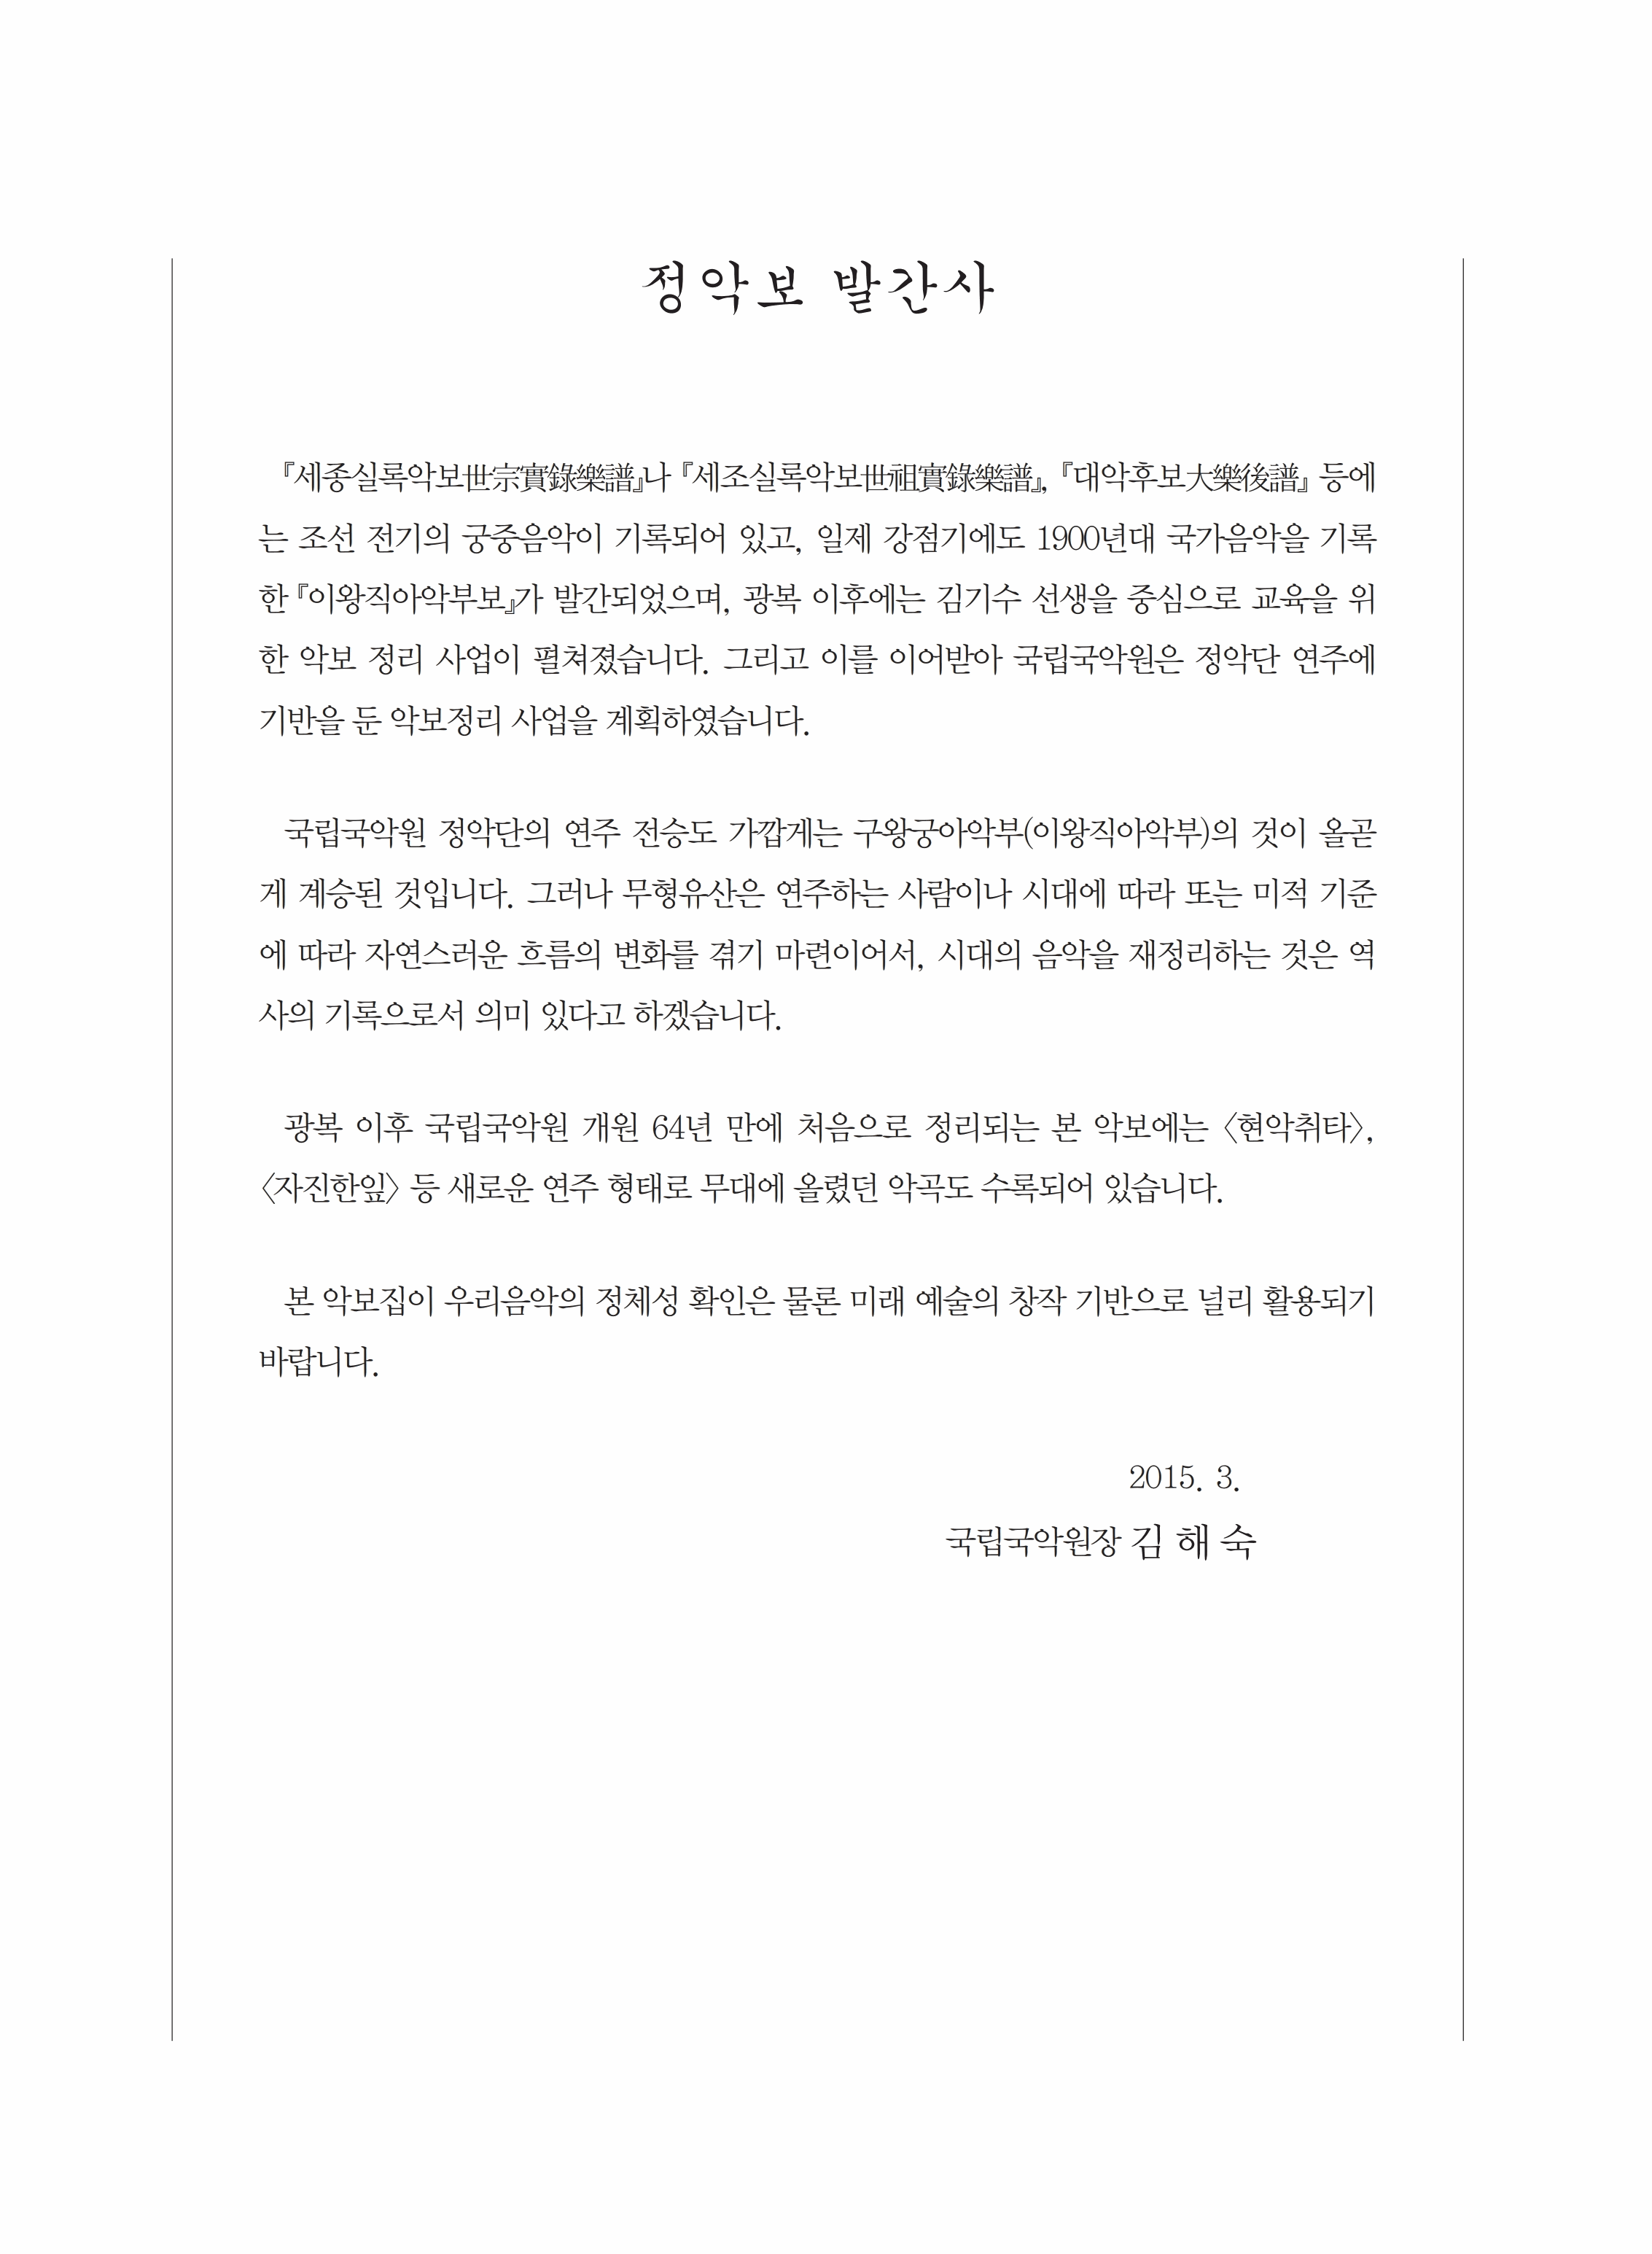 정악보 발간사
『세종실록악보世宗實錄樂譜』나 『세조실록악보世祖實錄樂譜』, 『대악후보大樂後譜』 등에
는 조선 전기의 궁중음악이 기록되어 있고, 일제 강점기에도 1900년대 국가음악을 기록
한 『이왕직아악부보』가 발간되었으며, 광복 이후에는 김기수 선생을 중심으로 교육을 위
한 악보 정리 사업이 펼쳐졌습니다. 그리고 이를 이어받아 국립국악원은 정악단 연주에
기반을 둔 악보정리 사업을 계획하였습니다.
국립국악원 정악단의 연주 전승도 가깝게는 구왕궁아악부(이왕직아악부)의 것이 올곧
게 계승된 것입니다. 그러나 무형유산은 연주하는 사람이나 시대에 따라 또는 미적 기준
에 따라 자연스러운 흐름의 변화를 겪기 마련이어서, 시대의 음악을 재정리하는 것은 역
사의 기록으로서 의미 있다고 하겠습니다.
광복 이후 국립국악원 개원 64년 만에 처음으로 정리되는 본 악보에는 〈현악취타〉,
〈자진한잎〉 등 새로운 연주 형태로 무대에 올렸던 악곡도 수록되어 있습니다.
본 악보집이 우리음악의 정체성 확인은 물론 미래 예술의 창작 기반으로 널리 활용되기
바랍니다.
2015. 3.
국립국악원장 김 해 숙